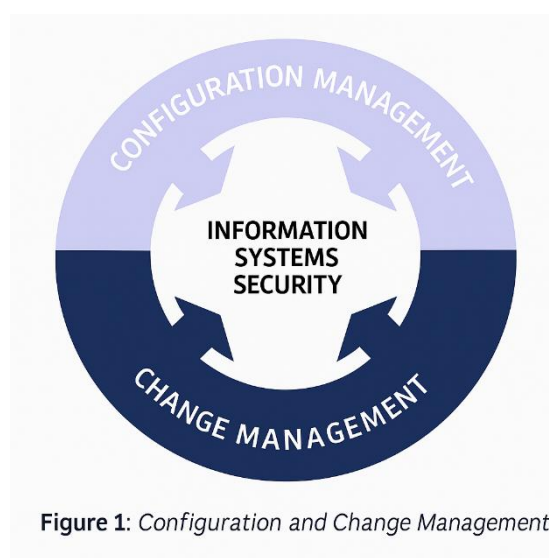 CONFIGURATION MANAGEMENT
INFORMATION
SYSTEMS
SECURITY
CHANGE MANAGEMENT
Figure 1: Configuration and Change Management